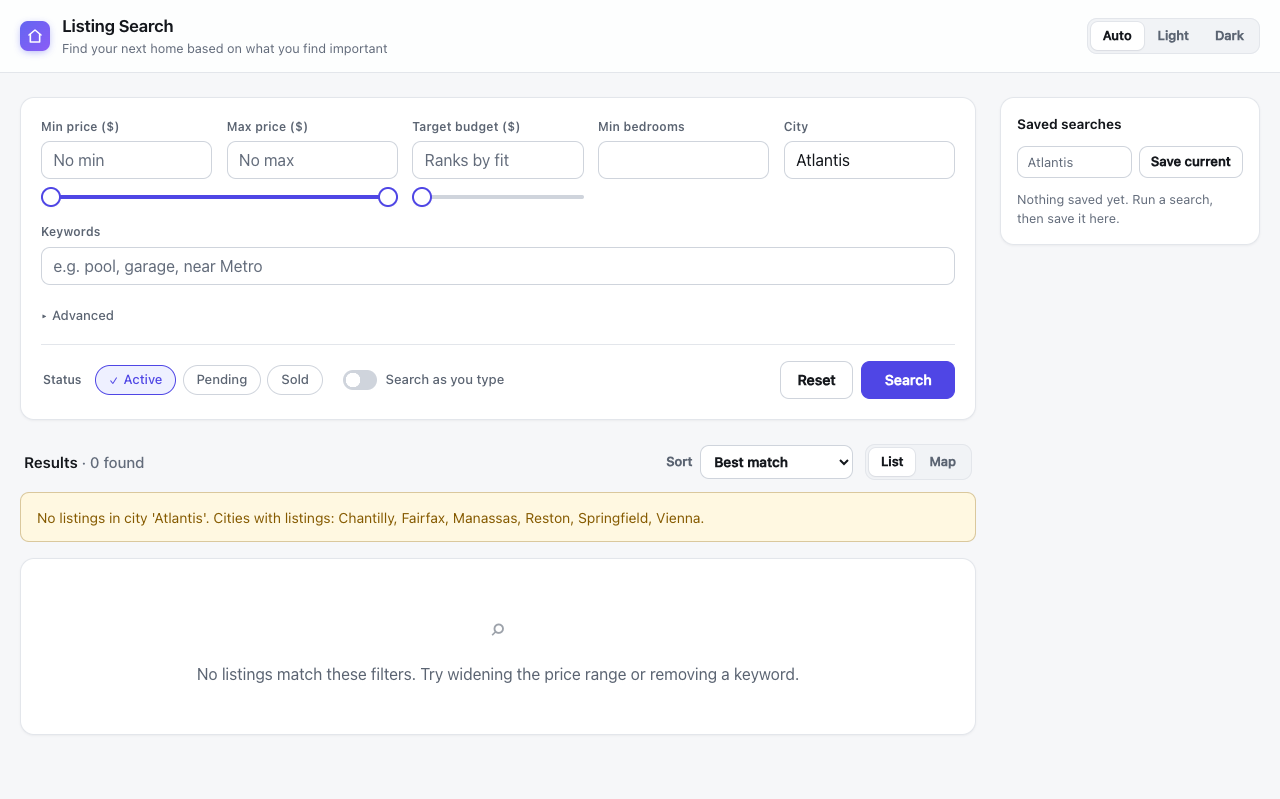 Listing Search
Find your next home based on what you find important
Auto Light Dark
Min price ($) Max price ($) Target budget ($) Min bedrooms City
No min No max Ranks by fit Atlantis
Keywords
e.g. pool, garage, near Metro
▸ Advanced
Status ✓ Active Pending Sold Search as you type Reset Search
Saved searches
Atlantis Save current
Nothing saved yet. Run a search,
then save it here.
Results · 0 found Sort Best match List Map
No listings in city 'Atlantis'. Cities with listings: Chantilly, Fairfax, Manassas, Reston, Springfield, Vienna.
No listings match these filters. Try widening the price range or removing a keyword.